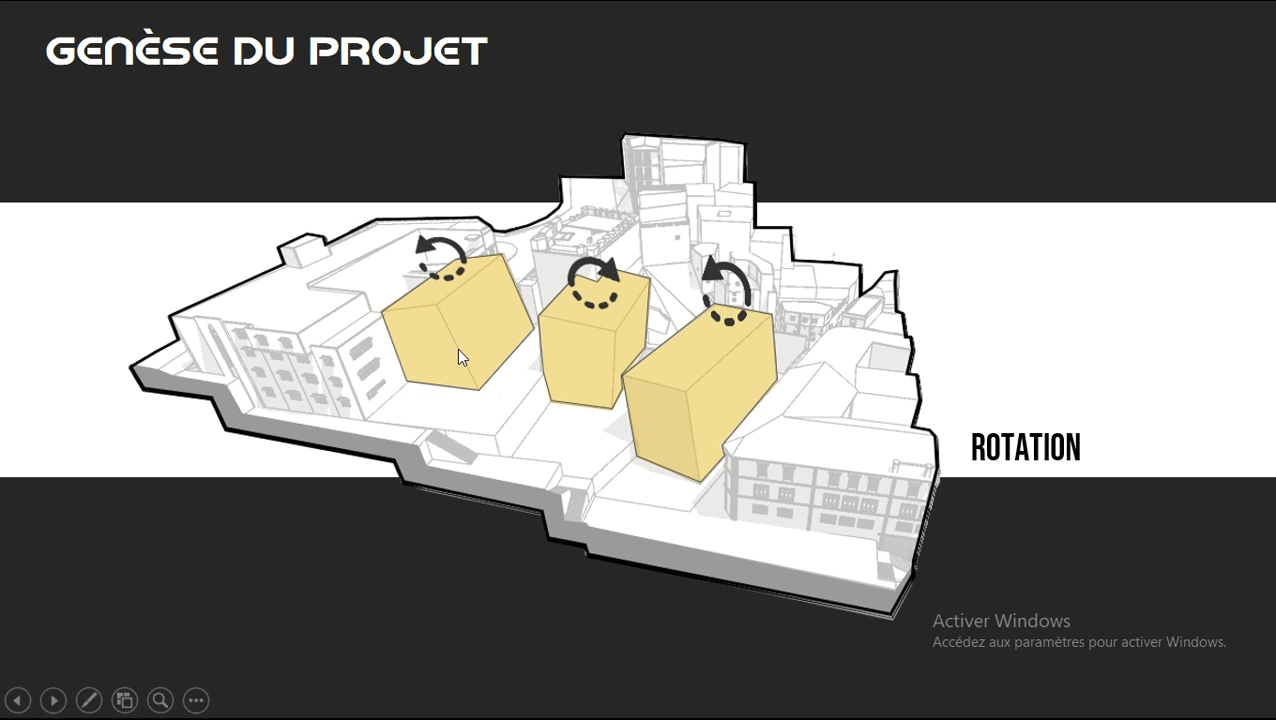 GENÈSE DU PROJET
ROTATION
Activer Windows
Accédez aux paramètres pour activer Windows.